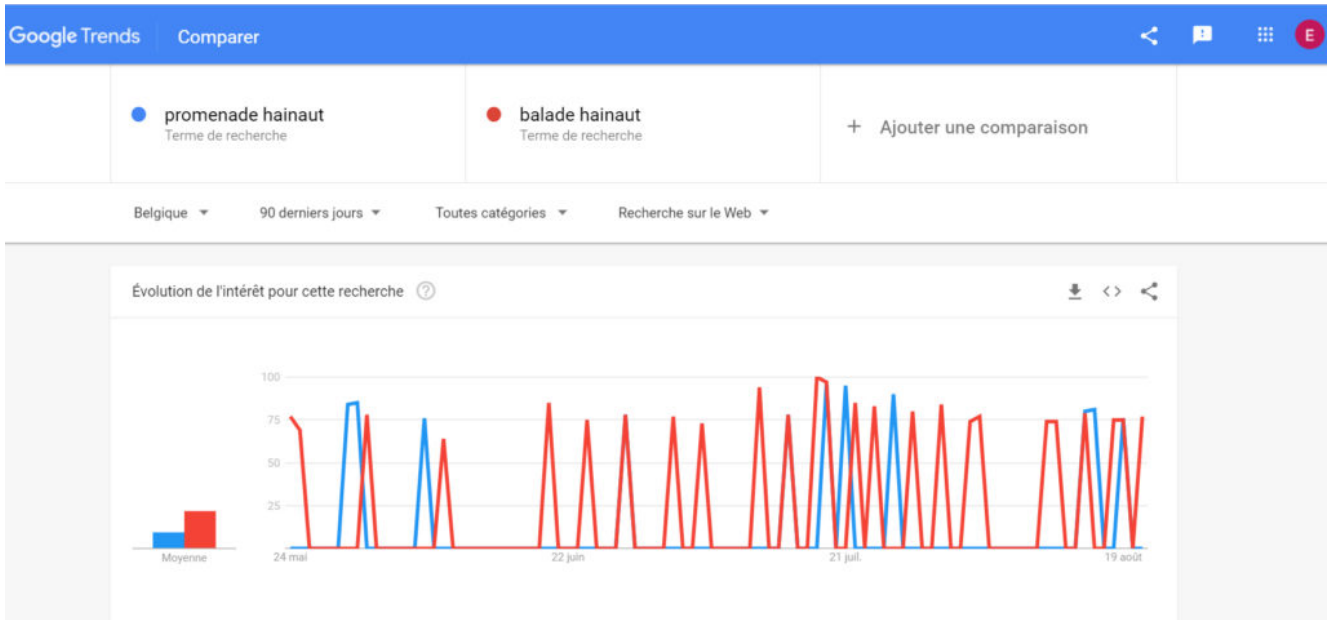 Google Trends Comparer E
promenade hainaut
Terme de recherche
balade hainaut
Terme de recherche
+ Ajouter une comparaison
Belgique 90 derniers jours Toutes catégories Recherche sur le Web
Évolution de l'intérêt pour cette recherche ?
100
75
50
25
Moyenne
24 mai 22 juin 21 juil. 19 août